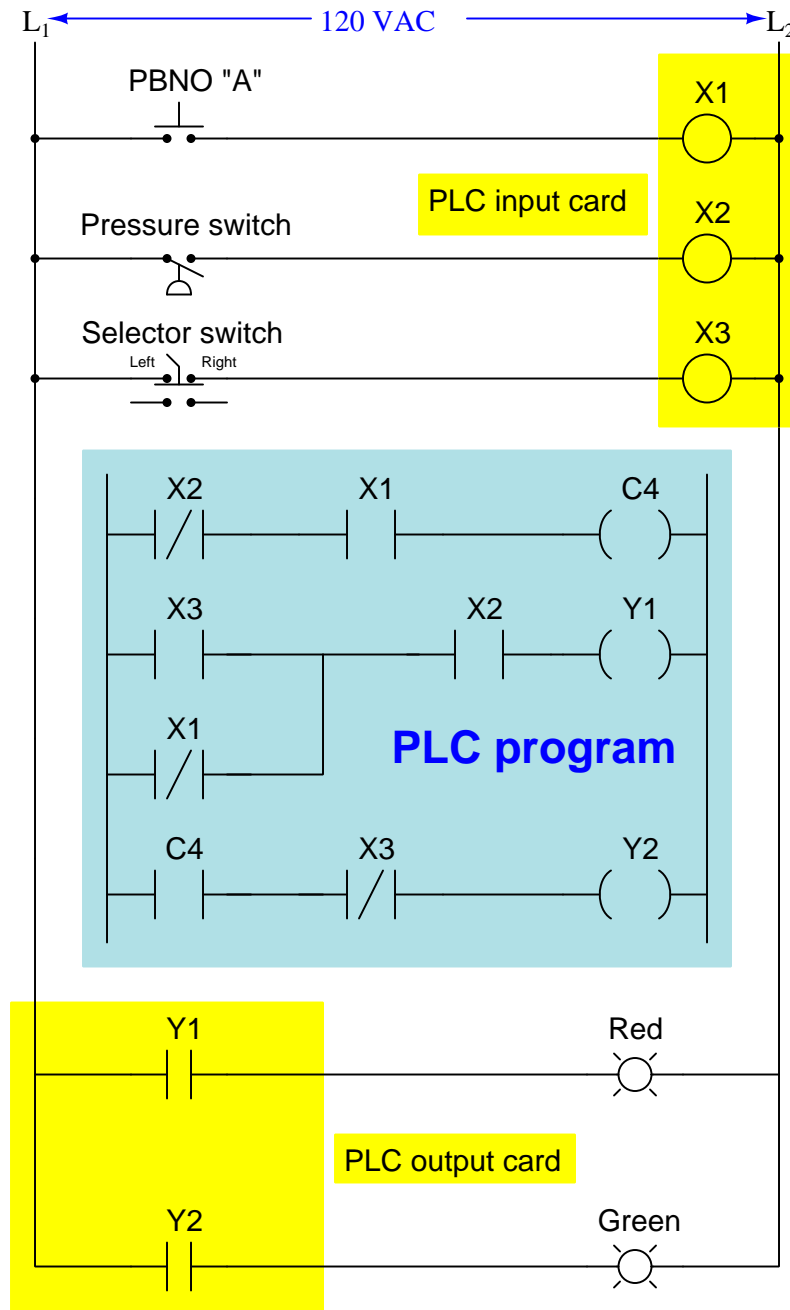 L1 120 VAC L2
PBNO "A"
X1
PLC input card
X2
Pressure switch
X3
Selector switch
Left Right
X2 X1 C4
X3 X2 Y1
X1
PLC program
C4 X3 Y2
Y1 Red
PLC output card
Y2 Green